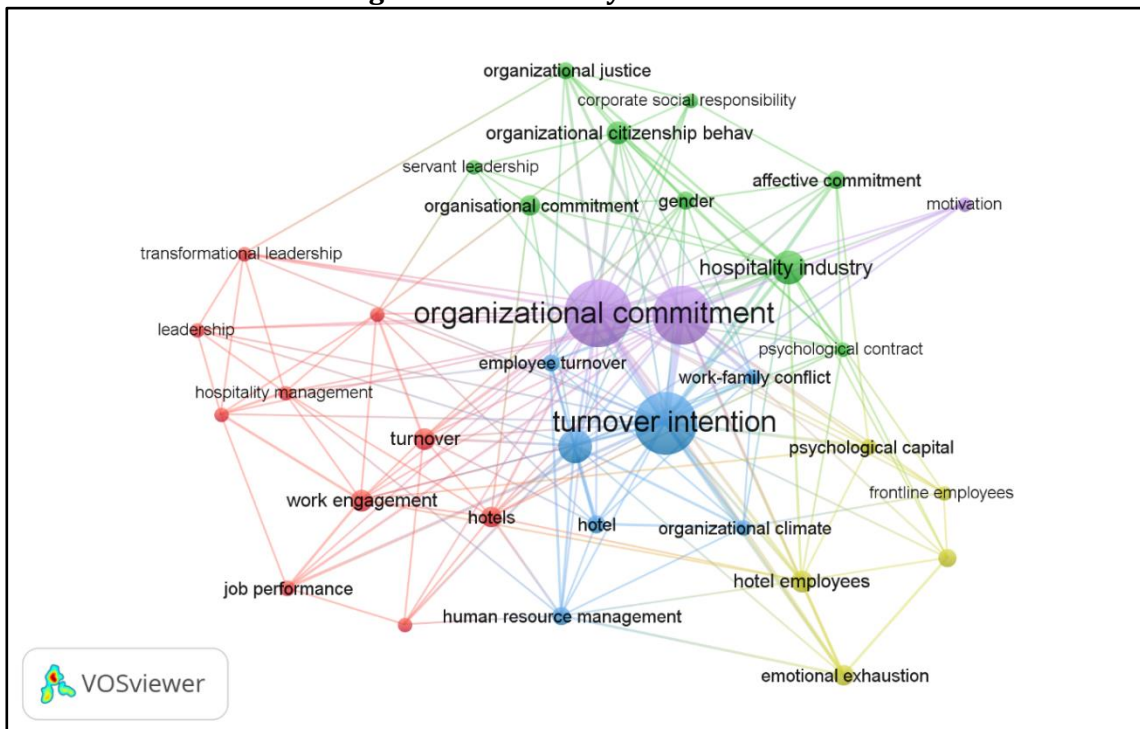 organizational justice
corporate social responsibility
organizational citizenship behav
servant leadership
affective commitment
organisational commitment
gender
motivation
transformational leadership
hospitality industry
organizational commitment
leadership
psychological contract
employee turnover
work-family conflict
hospitality management
turnover intention
turnover
psychological capital
work engagement
frontline employees
hotels
hotel
organizational climate
hotel employees
job performance
human resource management
emotional exhaustion
VOSviewer